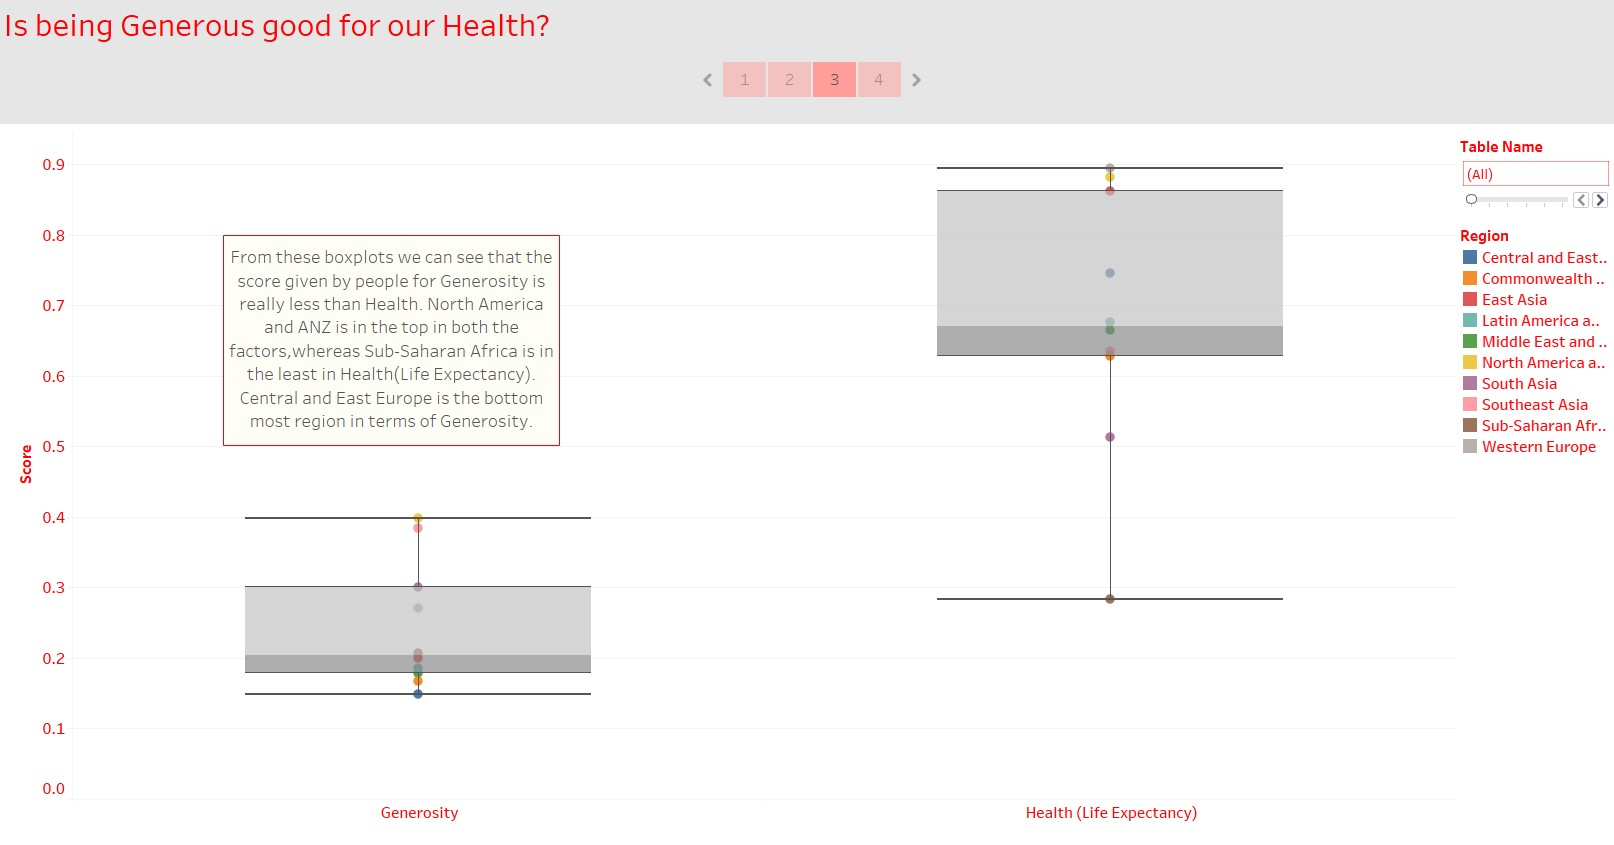 Is being Generous good for our Health?
1
2
3
4
Table Name
(All)
Region
Central and East..
Commonwealth ..
East Asia
Latin America a..
Middle East and ..
North America a..
South Asia
Southeast Asia
Sub-Saharan Afr..
Western Europe
From these boxplots we can see that the
score given by people for Generosity is
really less than Health. North America
and ANZ is in the top in both the
factors,whereas Sub-Saharan Africa is in
the least in Health(Life Expectancy).
Central and East Europe is the bottom
most region in terms of Generosity.
Score
0.9
0.8
0.7
0.6
0.5
0.4
0.3
0.2
0.1
0.0
Generosity
Health (Life Expectancy)